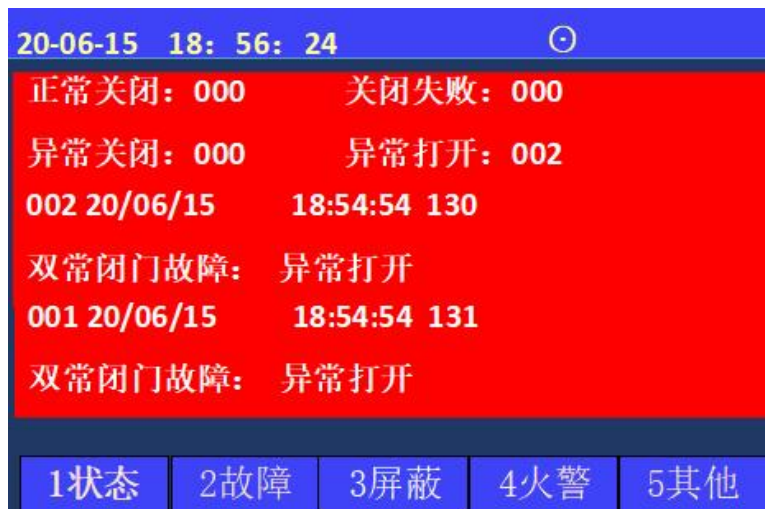 20-06-15 18：56：24
正常关闭：000 关闭失败：000
异常关闭：000 异常打开：002
002 20/06/15 18:54:54 130
双常闭门故障： 异常打开
001 20/06/15 18:54:54 131
双常闭门故障： 异常打开
1状态 2故障 3屏蔽 4火警 5其他